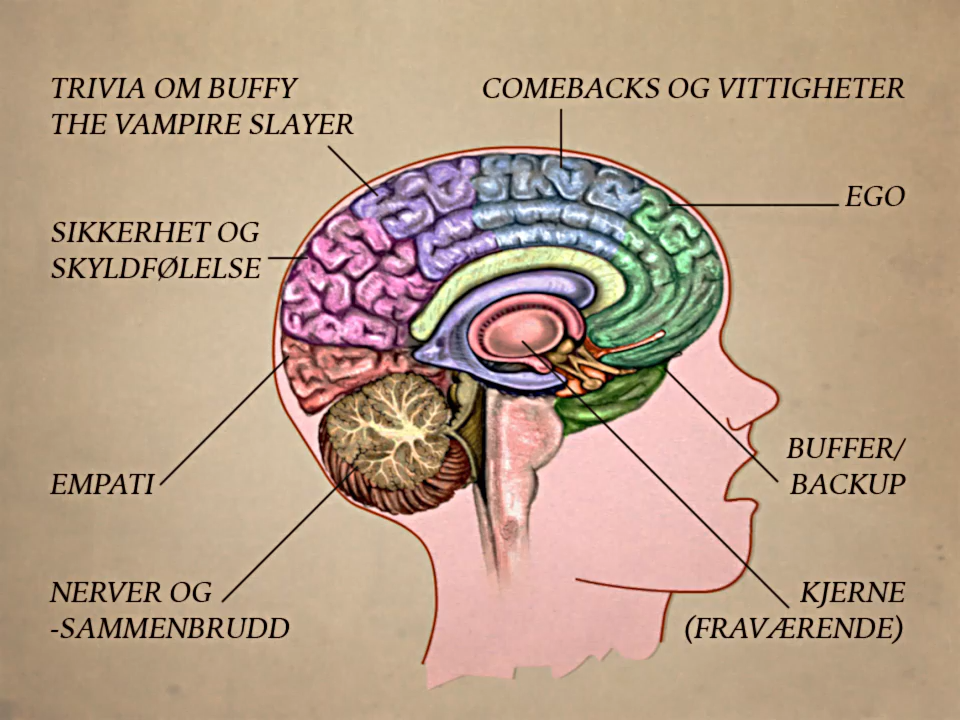 TRIVIA OM BUFFY
THE VAMPIRE SLAYER
COMEBACKS OG VITTIGHETER
EGO
SIKKERHET OG
SKYLDFØLELSE
EMPATI
BUFFER/
BACKUP
NERVER OG
-SAMMENBRUDD
KJERNE
(FRAVÆRENDE)